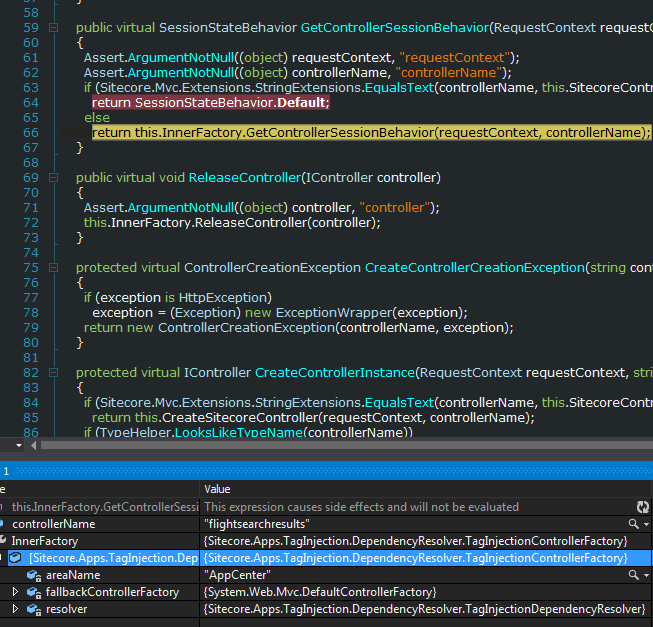 58
59 public virtual SessionStateBehavior GetControllerSessionBehavior(RequestContext requestC
60 {
61 Assert.ArgumentNotNull((object) requestContext, "requestContext");
62 Assert.ArgumentNotNull((object) controllerName, "controllerName");
63 if (Sitecore.Mvc.Extensions.StringExtensions.EqualsText(controllerName, this.SitecoreContr
64 return SessionStateBehavior.Default;
65 else
66 return this.InnerFactory.GetControllerSessionBehavior(requestContext, controllerName);
67 }
68
69 public virtual void ReleaseController(IController controller)
70 {
71 Assert.ArgumentNotNull((object) controller, "controller");
72 this.InnerFactory.ReleaseController(controller);
73 }
74
75 protected virtual ControllerCreationException CreateControllerCreationException(string cont
76 {
77 if (exception is HttpException)
78 exception = (Exception) new ExceptionWrapper(exception);
79 return new ControllerCreationException(controllerName, exception);
80 }
81
82 protected virtual IController CreateControllerInstance(RequestContext requestContext, stri
83 {
84 if (Sitecore.Mvc.Extensions.StringExtensions.EqualsText(controllerName, this.SitecoreContr
85 return this.CreateSitecoreController(requestContext, controllerName);
86 if (TypeHelper.LooksLikeTypeName(controllerName))
1
e Value
this.InnerFactory.GetControllerSessi This expression causes side effects and will not be evaluated
controllerName "flightsearchresults"
InnerFactory {Sitecore.Apps.TagInjection.DependencyResolver.TagInjectionControllerFactory}
[Sitecore.Apps.TagInjection.Dep {Sitecore.Apps.TagInjection.DependencyResolver.TagInjectionControllerFactory}
areaName "AppCenter"
fallbackControllerFactory {System.Web.Mvc.DefaultControllerFactory}
resolver {Sitecore.Apps.TagInjection.DependencyResolver.TagInjectionDependencyResolver}